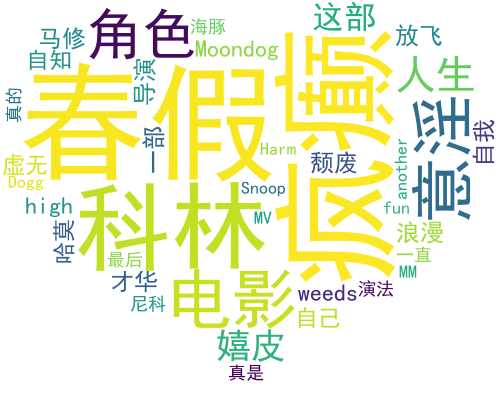 海豚
马修
角色
这部
放飞
自知
Moondog
真的
导演
春假
疯癫
人生
一部
Harm
another
自我
虚无
Dogg
颓废
Snoop
意淫
科林
fun
high
MV
浪漫
哈莫
最后
电影
一直
才华
MM
尼科
weeds
演法
嬉皮
自己
真是